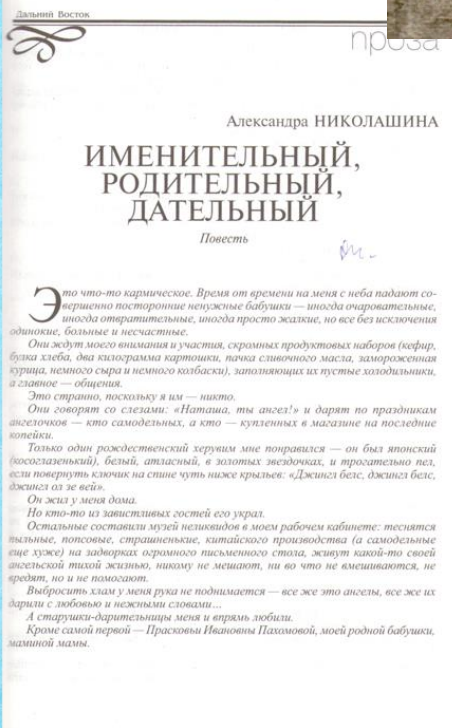 Дальний Восток
проза
Александра НИКОЛАШИНА
ИМЕНИТЕЛЬНЫЙ,
РОДИТЕЛЬНЫЙ,
ДАТЕЛЬНЫЙ
Повесть
Это что-то кармическое. Время от времени на меня с неба падают со-
вершенно посторонние ненужные бабушки — иногда очаровательные,
иногда отвратительные, иногда просто жалкие, но все без исключения
одинокие, больные и несчастные.
Они ждут моего внимания и участия, скромных продуктовых наборов (кефир,
булка хлеба, два килограмма картошки, пачка сливочного масла, замороженная
курица, немного сыра и немного колбаски), заполняющих их пустые холодильники,
а главное — общения.
Это странно, поскольку я им — никто.
Они говорят со слезами: «Наташа, ты ангел!» и дарят по праздникам
ангелочков — кто самодельных, а кто — купленных в магазине на последние
копейки.
Только один рождественский херувим мне понравился — он был японский
(косоглазенький), белый, атласный, в золотых звездочках, и трогательно пел,
если повернуть ключик на спине чуть ниже крыльев: «Джингл белс, джингл белс,
джингл ол зе вей».
Он жил у меня дома.
Но кто-то из завистливых гостей его украл.
Остальные составили музей неликвидов в моем рабочем кабинете: теснятся
пыльные, попсовые, страшненькие, китайского производства (а самодельные
еще хуже) на задворках огромного письменного стола, живут какой-то своей
ангельской тихой жизнью, никому не мешают, ни во что не вмешиваются, не
вредят, но и не помогают.
Выбросить хлам у меня рука не поднимается — все же это ангелы, все же их
дарили с любовью и нежными словами…
А старушки-дарительницы меня и впрямь любили.
Кроме самой первой — Прасковьи Ивановны Пахомовой, моей родной бабушки,
маминой мамы.